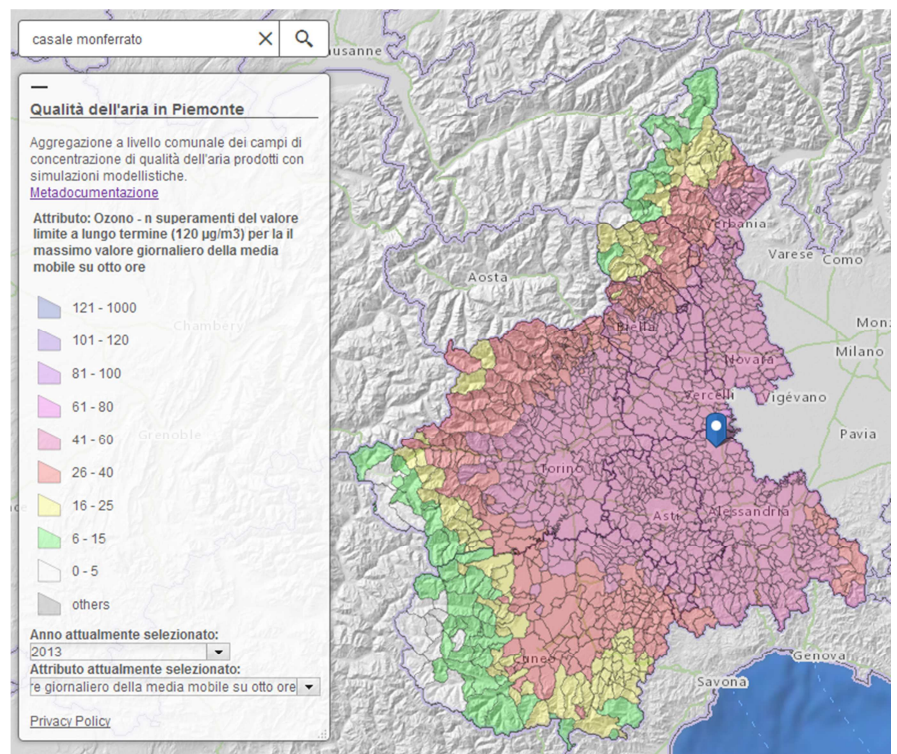 casale monferrato
Qualità dell'aria in Piemonte
Aggregazione a livello comunale dei campi di
concentrazione di qualità dell'aria prodotti con
simulazioni modellistiche.
Metadocumentazione
Attributo: Ozono - n superamenti del valore
limite a lungo termine (120 µg/m3) per la il
massimo valore giornaliero della media
mobile su otto ore
121 - 1000
101 - 120
81 - 100
61 - 80
41 - 60
26 - 40
16 - 25
6 - 15
0 - 5
others
Anno attualmente selezionato:
2013
Attributo attualmente selezionato:
re giornaliero della media mobile su otto ore
Privacy Policy
ausanne
Verbania
Varese
Como
Aosta
Chambéry
Biella
Monz
Milano
Novara
Vercelli
Vigévano
Grenoble
Pavia
Torino
Asti
Alessandria
Cuneo
Genova
Savona